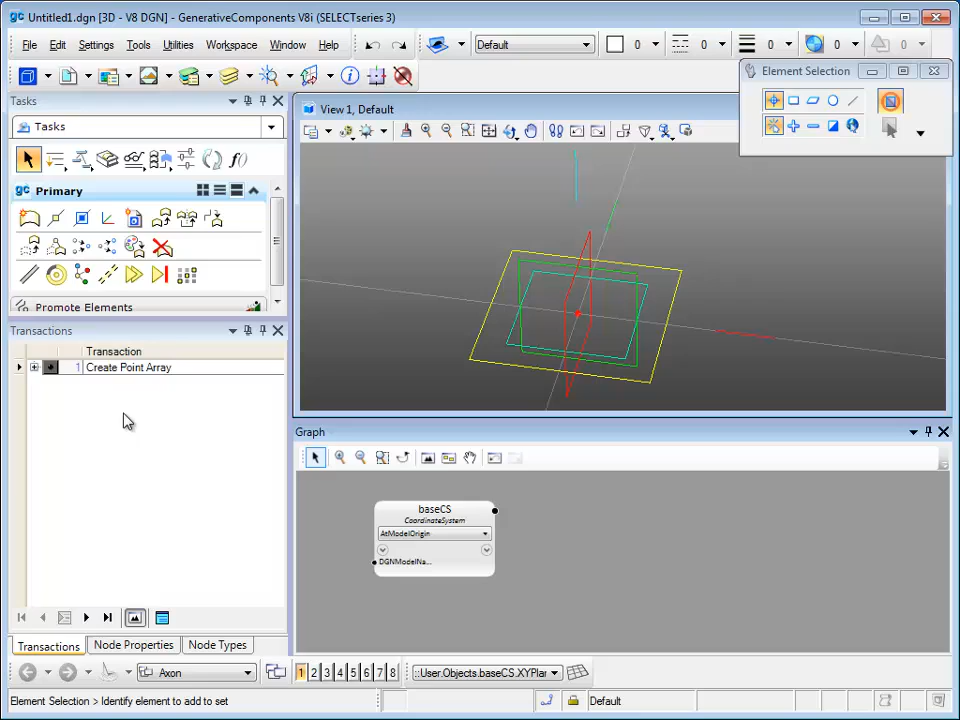 Untitled1.dgn [3D - V8 DGN] - GenerativeComponents V8i (SELECTseries 3)
File Edit Settings Tools Utilities Workspace Window Help
Default 0 0 0 0 0
Tasks
Element Selection
Tasks
View 1, Default
f()
Primary
Promote Elements
Transactions
Transaction
1 Create Point Array
Graph
baseCS
CoordinateSystem
AtModelOrigin
DGNModelNa...
Transactions Node Properties Node Types
Axon 1 2 3 4 5 6 7 8 ::User.Objects.baseCS.XYPlar
Element Selection > Identify element to add to set Default